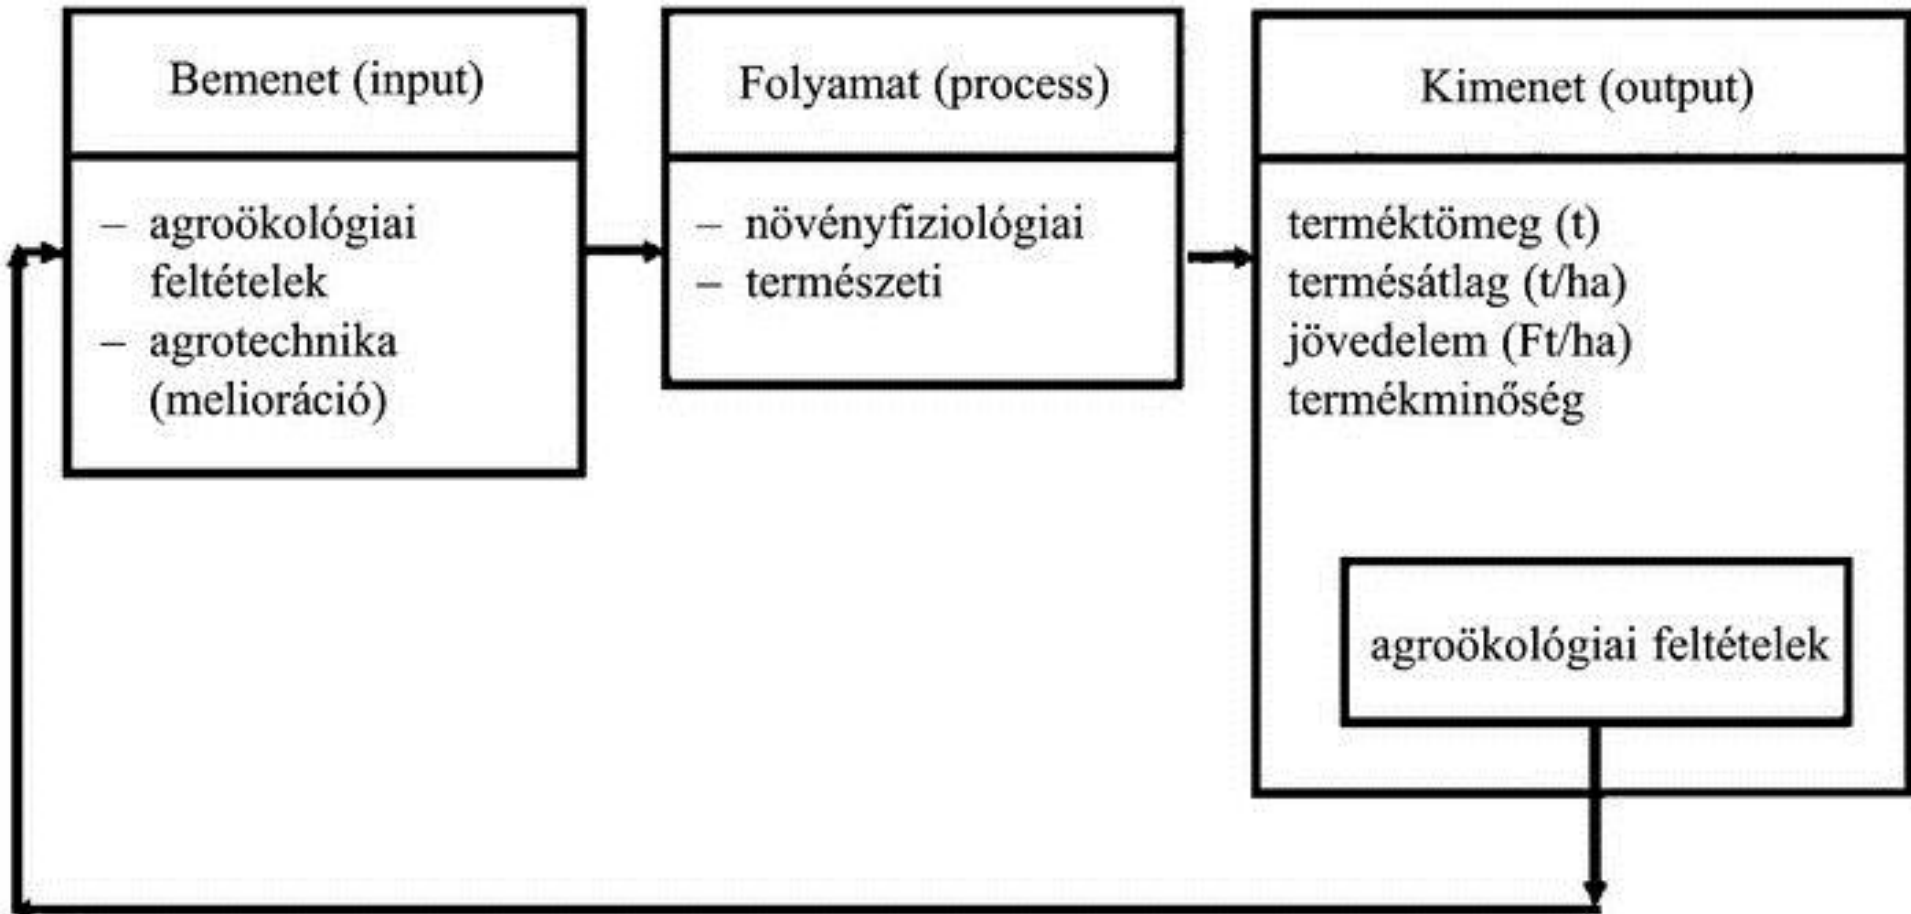 Bemenet (input)
– agroökológiai
feltételek
– agrotechnika
(melioráció)
Folyamat (process)
– növényfiziológiai
– természeti
Kimenet (output)
terméktömeg (t)
termésátlag (t/ha)
jövedelem (Ft/ha)
termékminőség
agroökológiai feltételek